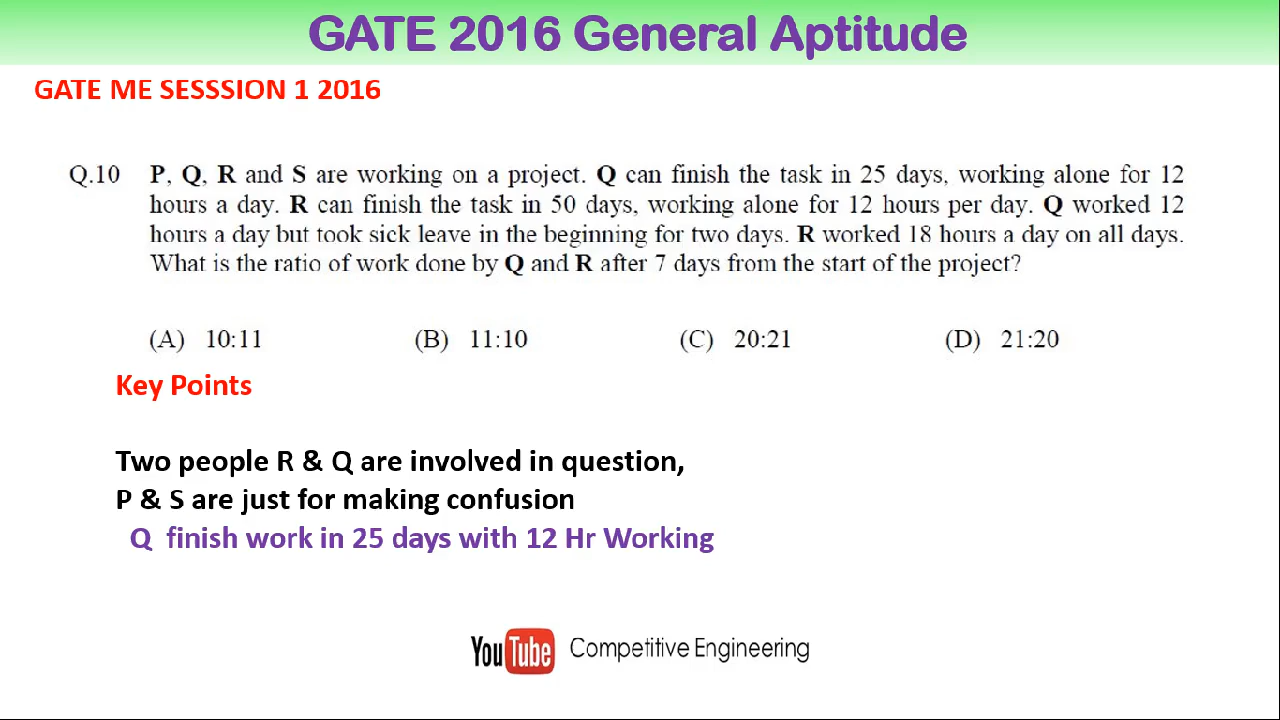 GATE 2016 General Aptitude
GATE ME SESSSION 1 2016
Q.10 P, Q, R and S are working on a project. Q can finish the task in 25 days, working alone for 12
hours a day. R can finish the task in 50 days, working alone for 12 hours per day. Q worked 12
hours a day but took sick leave in the beginning for two days. R worked 18 hours a day on all days.
What is the ratio of work done by Q and R after 7 days from the start of the project?
(A) 10:11 (B) 11:10 (C) 20:21 (D) 21:20
Key Points
Two people R & Q are involved in question,
P & S are just for making confusion
Q finish work in 25 days with 12 Hr Working
YouTube Competitive Engineering